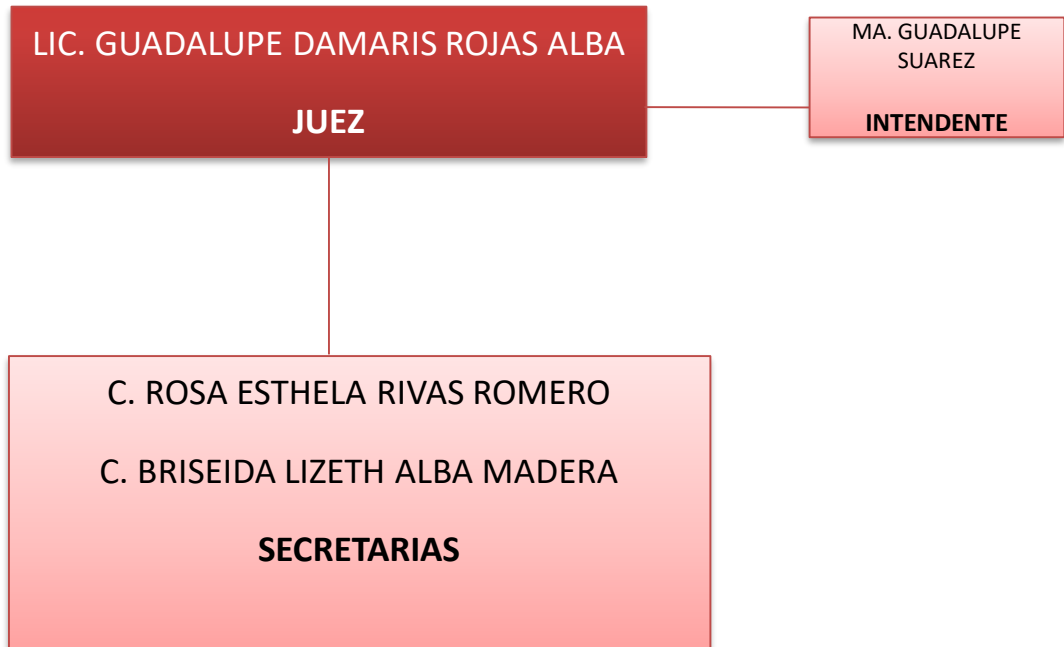 LIC. GUADALUPE DAMARIS ROJAS ALBA
JUEZ
MA. GUADALUPE
SUAREZ
INTENDENTE
C. ROSA ESTHELA RIVAS ROMERO
C. BRISEIDA LIZETH ALBA MADERA
SECRETARIAS